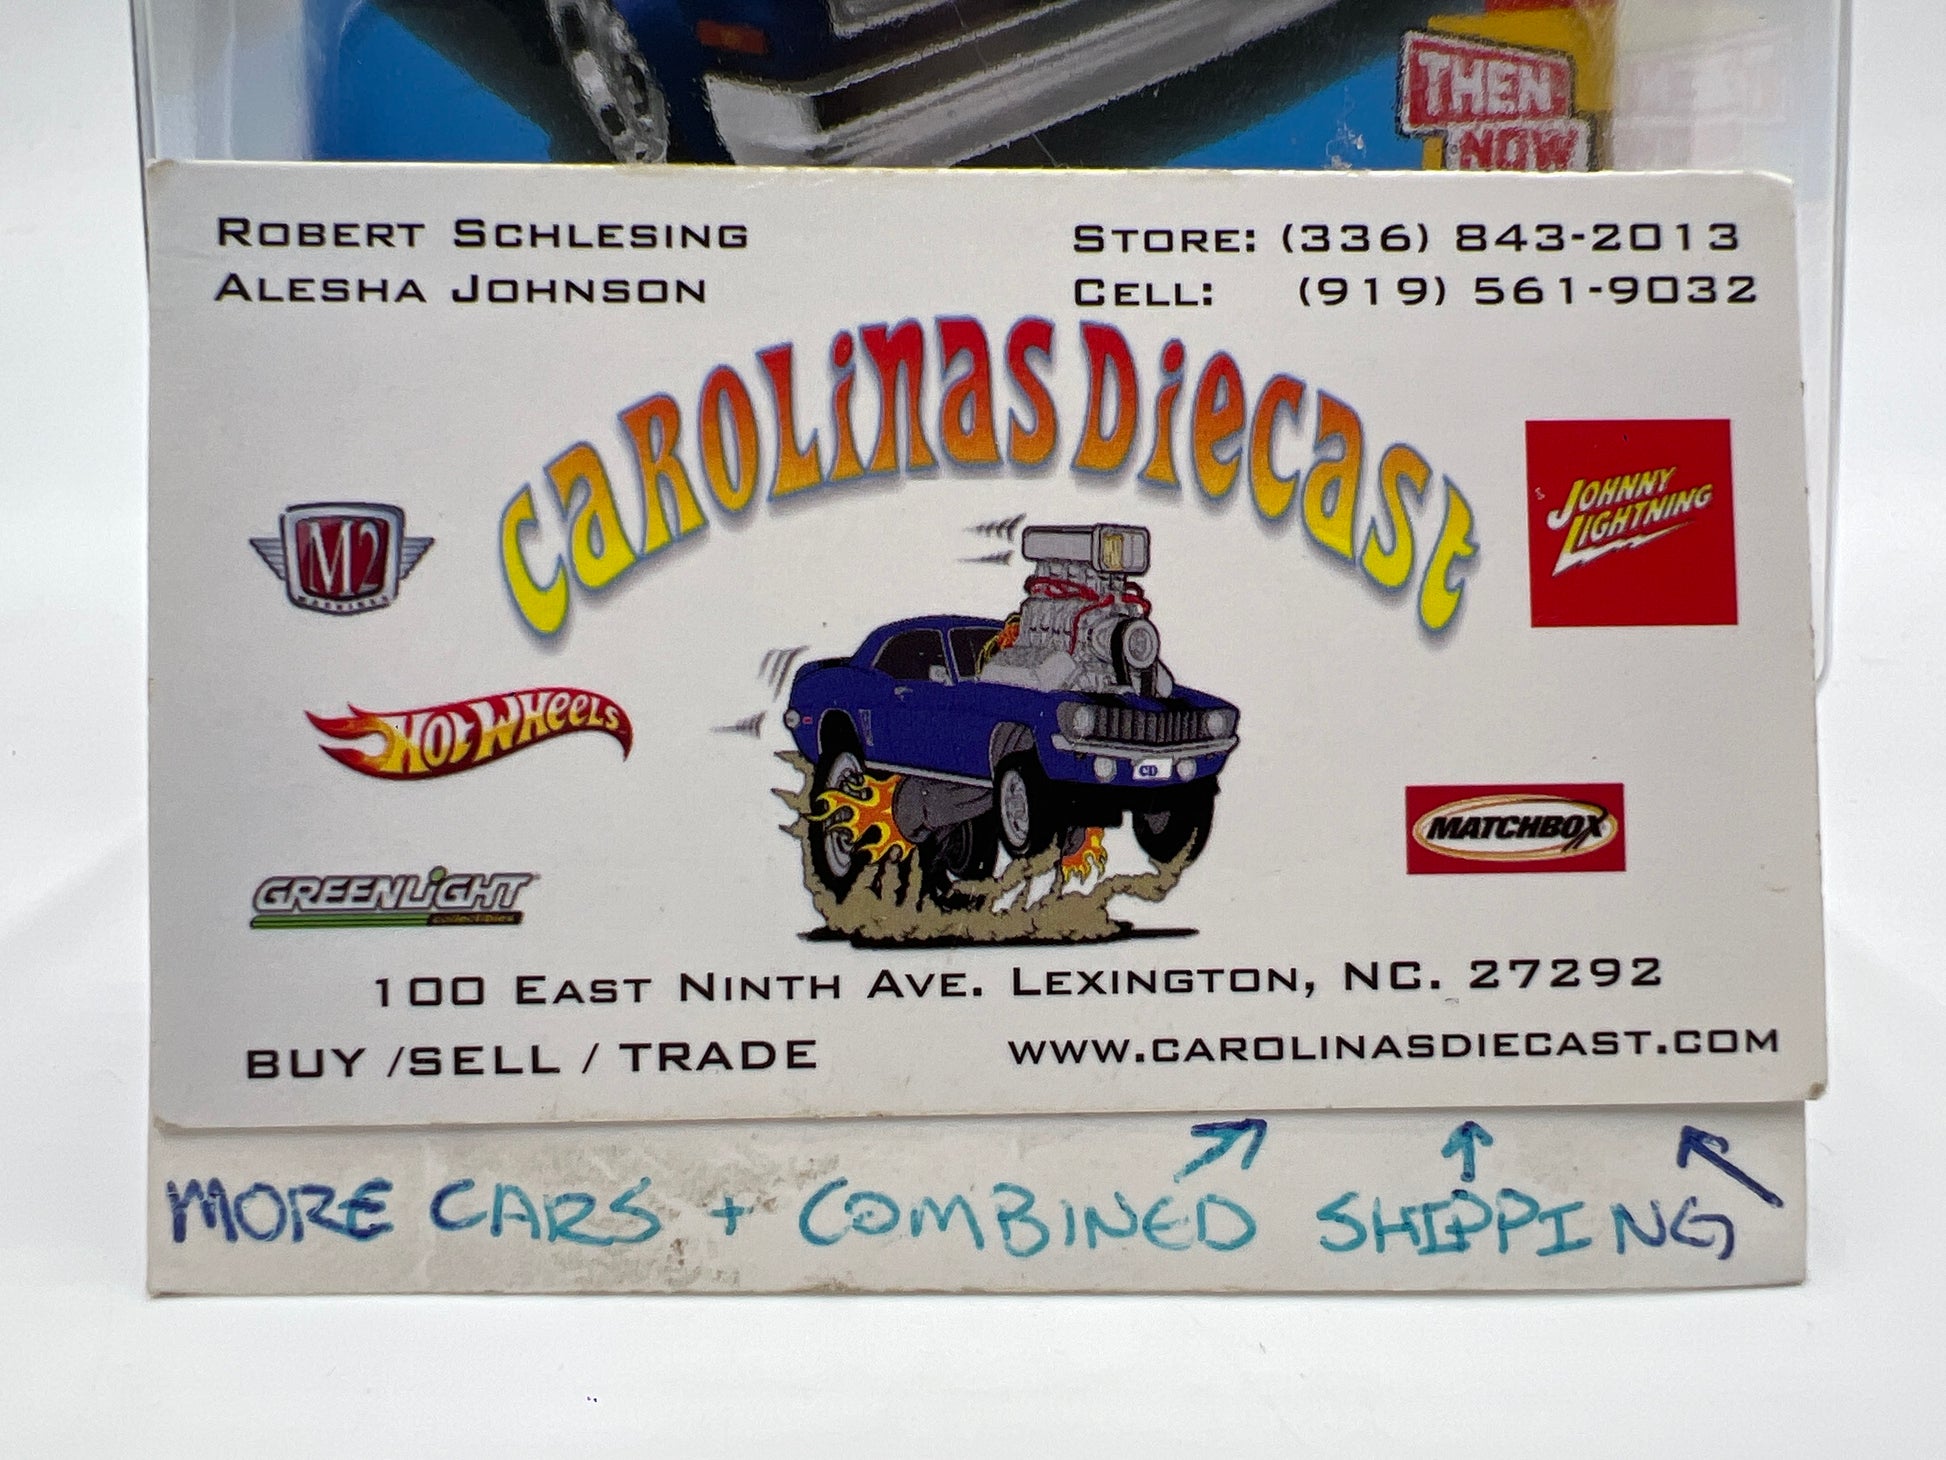 THEN
NOW
ROBERT SCHLESING
ALESHA JOHNSON
STORE: (336) 843-2013
CELL: (919) 561-9032
CAROLINAS DIECAST
M2
MACHINES
JOHNNY
LIGHTNING
HOT WHEELS
CD
MATCHBOX
GREENLIGHT
collectibles
100 EAST NINTH AVE. LEXINGTON, NC. 27292
BUY /SELL / TRADE
WWW.CAROLINASDIECAST.COM
MORE CARS + COMBINED SHIPPING